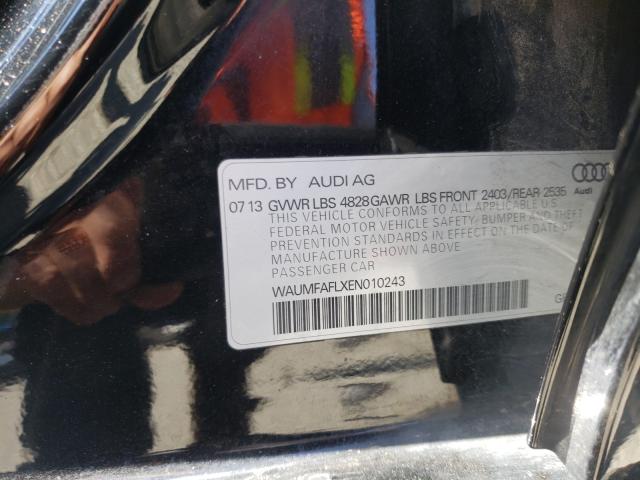 MFD. BY AUDI AG
07 13 GVWR LBS 4828 GAWR LBS FRONT 2403/REAR 2535
THIS VEHICLE CONFORMS TO ALL APPLICABLE U.S.
FEDERAL MOTOR VEHICLE SAFETY, BUMPER AND THEFT
PREVENTION STANDARDS IN EFFECT ON THE DATE OF
MANUFACTURE SHOWN ABOVE
PASSENGER CAR
WAUMFAFLXEN010243
Audi